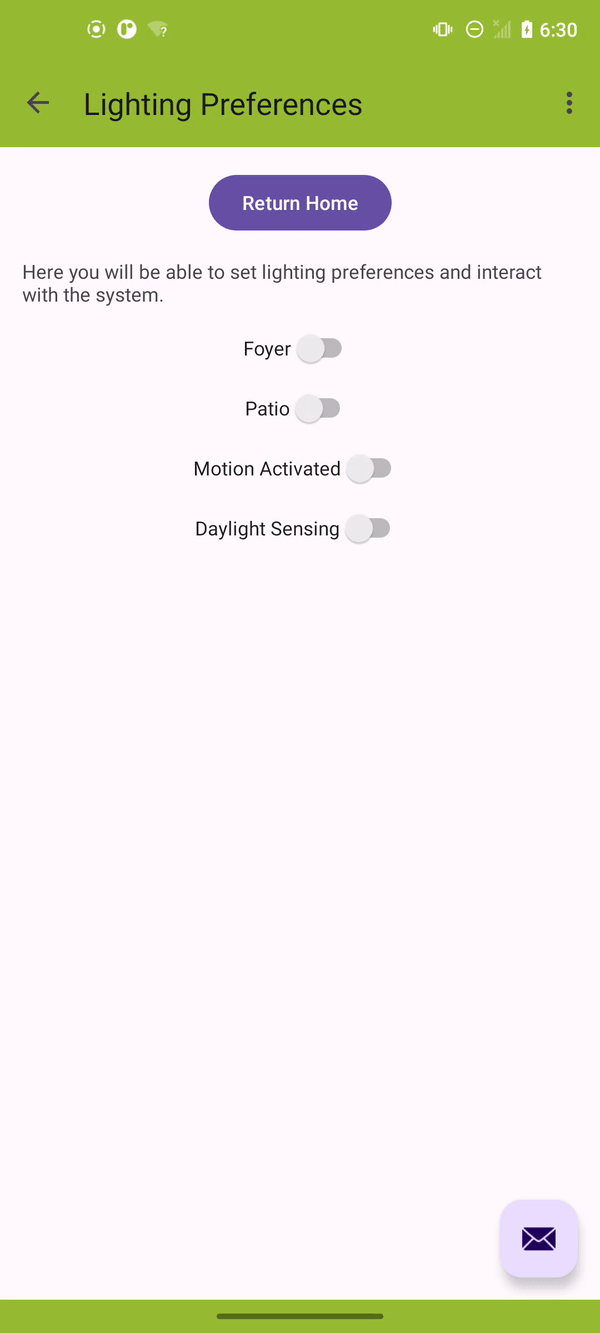 6:30
Lighting Preferences
Return Home
Here you will be able to set lighting preferences and interact
with the system.
Foyer
Patio
Motion Activated
Daylight Sensing